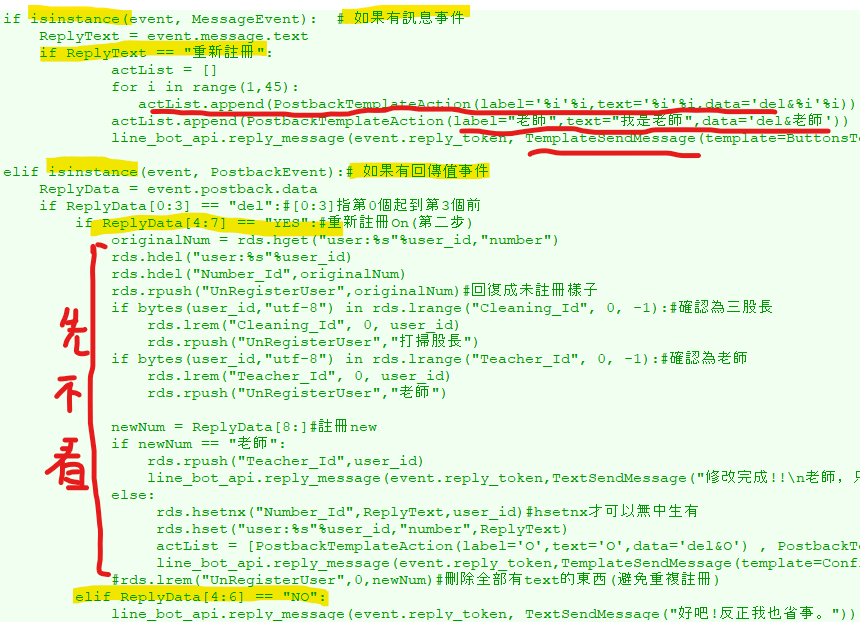 if isinstance(event, MessageEvent):  # 如果有訊息事件
    ReplyText = event.message.text
    if ReplyText == "重新註冊":
            actList = []
            for i in range(1,45):
               actList.append(PostbackTemplateAction(label='%i'%i,text='%i'%i,data='del&%i'%i))
            actList.append(PostbackTemplateAction(label="老師",text="我是老師",data='del&老師'))
            line_bot_api.reply_message(event.reply_token, TemplateSendMessage(template=ButtonsTe
elif isinstance(event, PostbackEvent):# 如果有回傳值事件
    ReplyData = event.postback.data
    if ReplyData[0:3] == "del":#[0:3]指第0個起到第3個前
        if ReplyData[4:7] == "YES":#重新註冊On(第二步)
            originalNum = rds.hget("user:%s"%user_id,"number")
            rds.hdel("user:%s"%user_id)
            rds.hdel("Number_Id",originalNum)
            rds.rpush("UnRegisterUser",originalNum)#回復成未註冊樣子
            if bytes(user_id,"utf-8") in rds.lrange("Cleaning_Id", 0, -1):#確認為三股長
                rds.lrem("Cleaning_Id", 0, user_id)
                rds.rpush("UnRegisterUser","打掃股長")
            if bytes(user_id,"utf-8") in rds.lrange("Teacher_Id", 0, -1):#確認為老師
                rds.lrem("Teacher_Id", 0, user_id)
                rds.rpush("UnRegisterUser","老師")
先不看
            newNum = ReplyData[8:]#註冊new
            if newNum == "老師":
                rds.rpush("Teacher_Id",user_id)
                line_bot_api.reply_message(event.reply_token,TextSendMessage("修改完成!!\n老師，只
            else:
                 rds.hsetnx("Number_Id",ReplyText,user_id)#hsetnx才可以無中生有
                 rds.hset("user:%s"%user_id,"number",ReplyText)
                 actList = [PostbackTemplateAction(label='O',text='O',data='del&O') , PostbackTe
                 line_bot_api.reply_message(event.reply_token,TemplateSendMessage(template=Conf
            #rds.lrem("UnRegisterUser",0,newNum)#刪除全部有text的東西(避免重複註冊)
        elif ReplyData[4:6] == "NO":
            line_bot_api.reply_message(event.reply_token, TextSendMessage("好吧!反正我也省事。"))